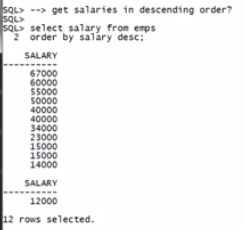 SQL> --> get salaries in descending order?
SQL>
SQL> select salary from emps
2 order by salary desc;
SALARY
----------
67000
60000
55000
50000
40000
40000
34000
23000
15000
15000
14000
SALARY
----------
12000
12 rows selected.